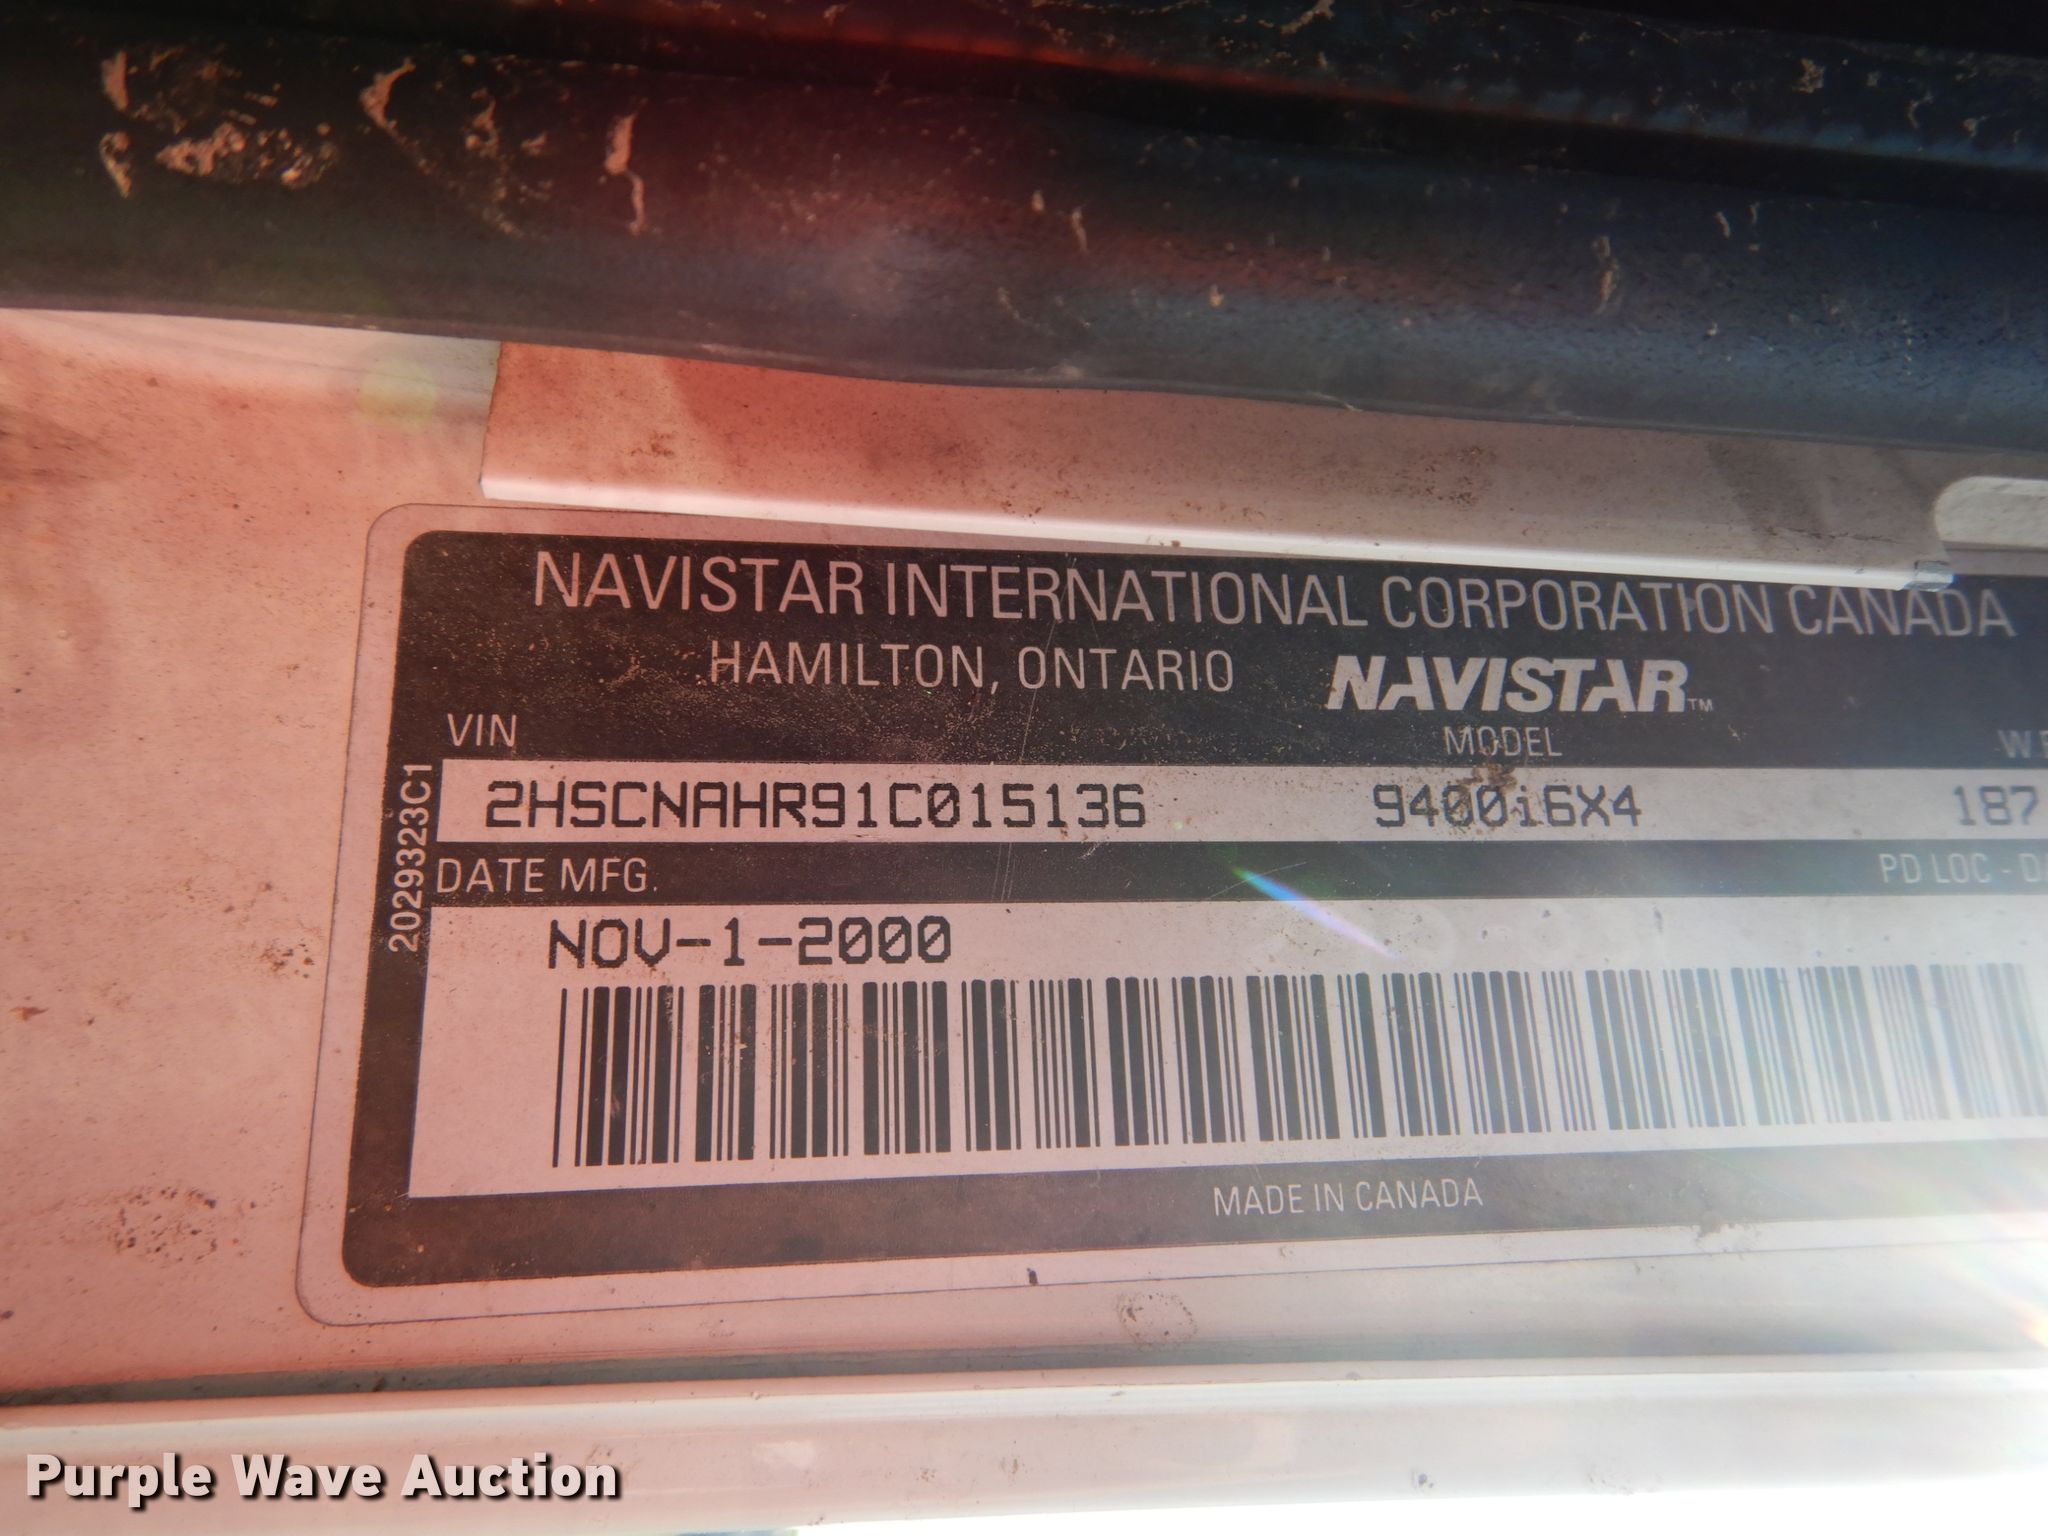 NAVISTAR INTERNATIONAL CORPORATION CANADA
HAMILTON, ONTARIO NAVISTAR™
VIN MODEL
2HSCNAHR91C015136 9400i6X4 187
DATE MFG. PD LOC -
NOV-1-2000
MADE IN CANADA
2029323C1
Purple Wave Auction